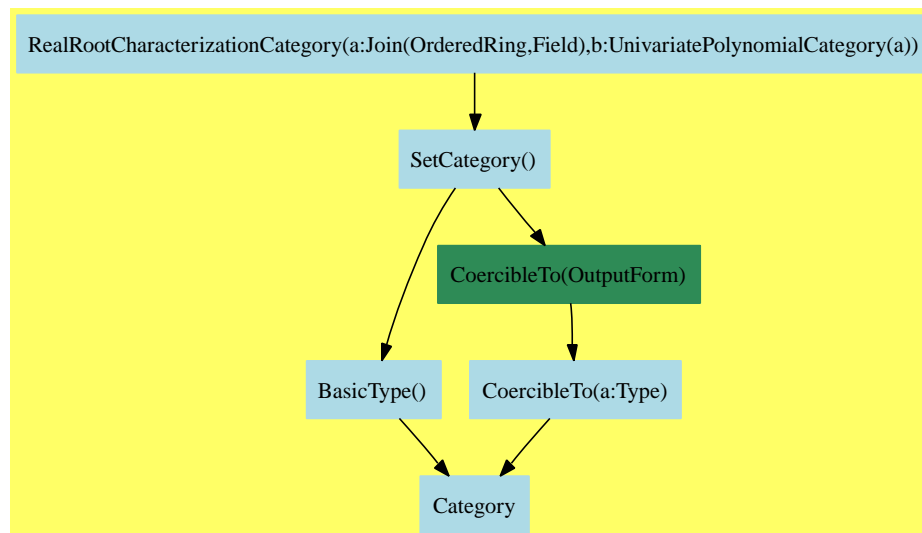 RealRootCharacterizationCategory(a:Join(OrderedRing,Field),b:UnivariatePolynomialCategory(a))
SetCategory()
CoercibleTo(OutputForm)
BasicType()
CoercibleTo(a:Type)
Category